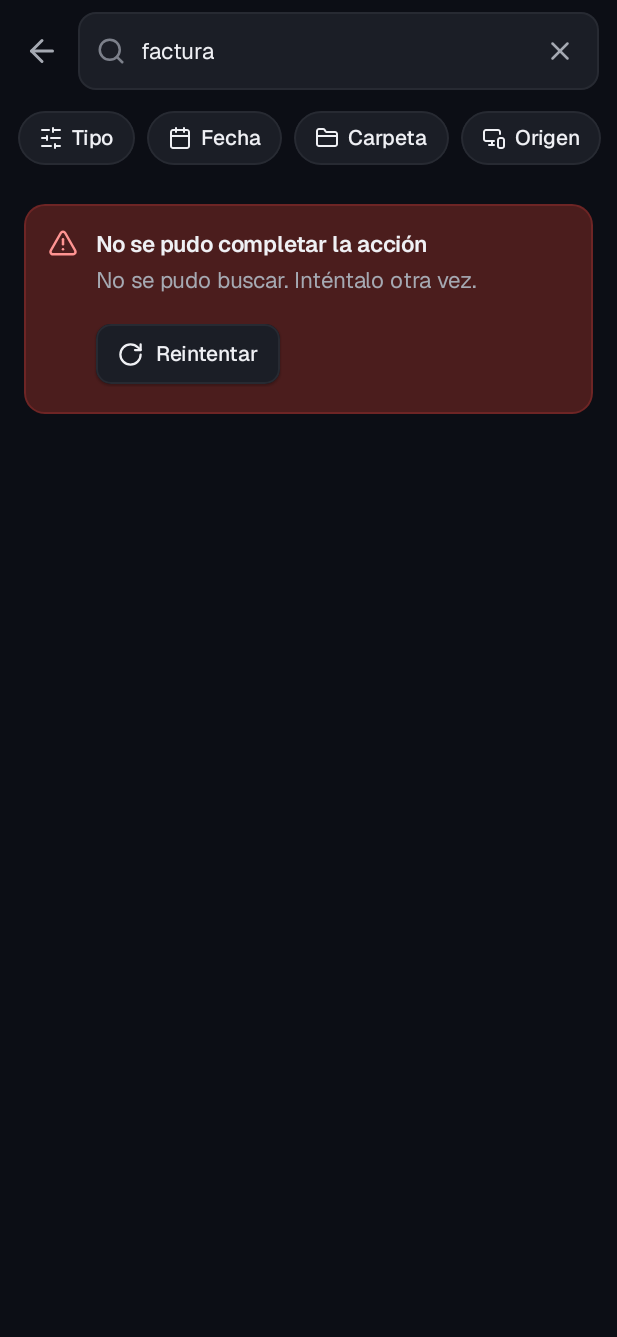 factura
Tipo Fecha Carpeta Origen
No se pudo completar la acción
No se pudo buscar. Inténtalo otra vez.
Reintentar